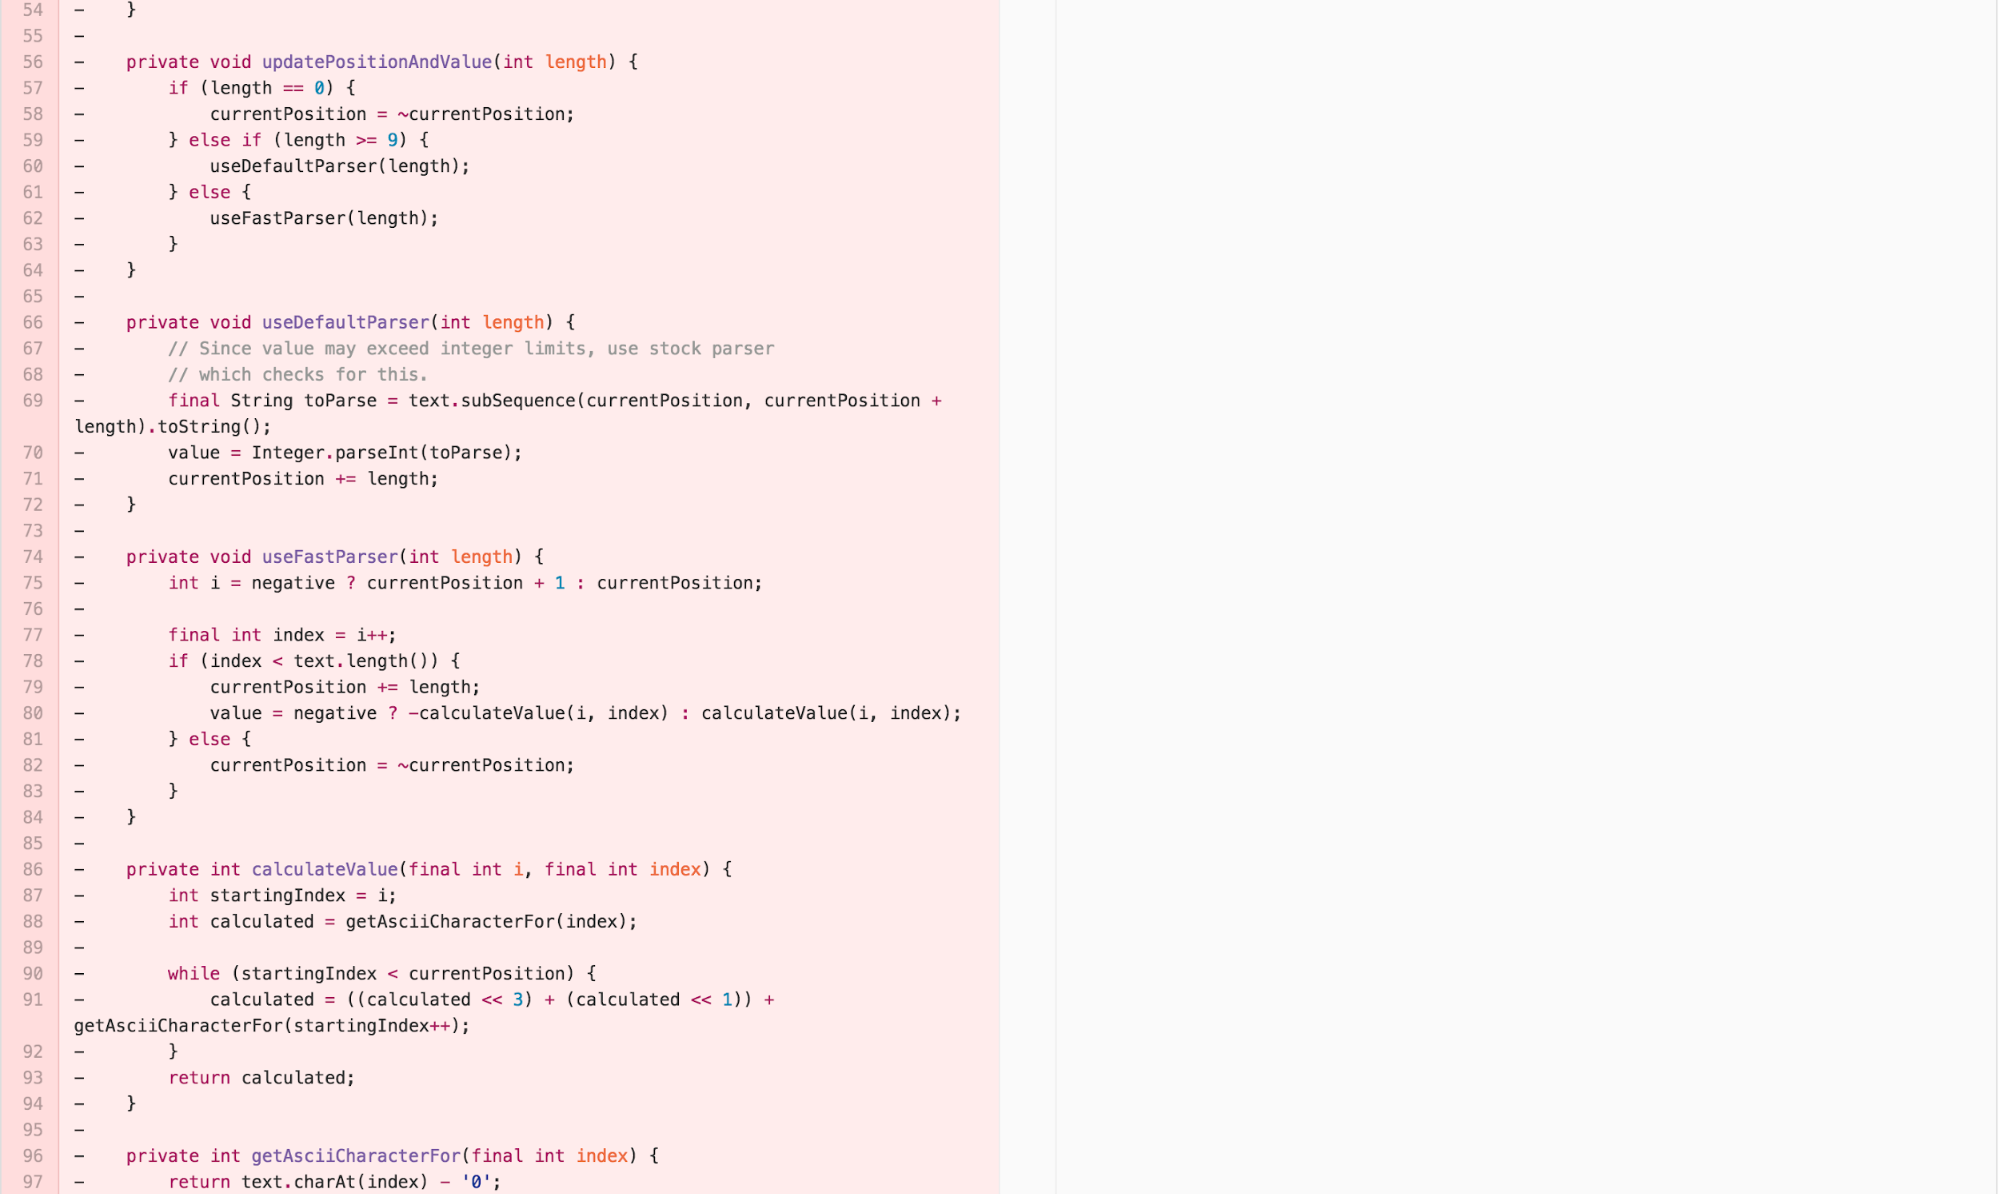 54 -     }
55 -
56 -     private void updatePositionAndValue(int length) {
57 -         if (length == 0) {
58 -             currentPosition = ~currentPosition;
59 -         } else if (length >= 9) {
60 -             useDefaultParser(length);
61 -         } else {
62 -             useFastParser(length);
63 -         }
64 -     }
65 -
66 -     private void useDefaultParser(int length) {
67 -         // Since value may exceed integer limits, use stock parser
68 -         // which checks for this.
69 -         final String toParse = text.subSequence(currentPosition, currentPosition +
length).toString();
70 -         value = Integer.parseInt(toParse);
71 -         currentPosition += length;
72 -     }
73 -
74 -     private void useFastParser(int length) {
75 -         int i = negative ? currentPosition + 1 : currentPosition;
76 -
77 -         final int index = i++;
78 -         if (index < text.length()) {
79 -             currentPosition += length;
80 -             value = negative ? -calculateValue(i, index) : calculateValue(i, index);
81 -         } else {
82 -             currentPosition = ~currentPosition;
83 -         }
84 -     }
85 -
86 -     private int calculateValue(final int i, final int index) {
87 -         int startingIndex = i;
88 -         int calculated = getAsciiCharacterFor(index);
89 -
90 -         while (startingIndex < currentPosition) {
91 -             calculated = ((calculated << 3) + (calculated << 1)) +
getAsciiCharacterFor(startingIndex++);
92 -         }
93 -         return calculated;
94 -     }
95 -
96 -     private int getAsciiCharacterFor(final int index) {
97 -         return text.charAt(index) - '0';